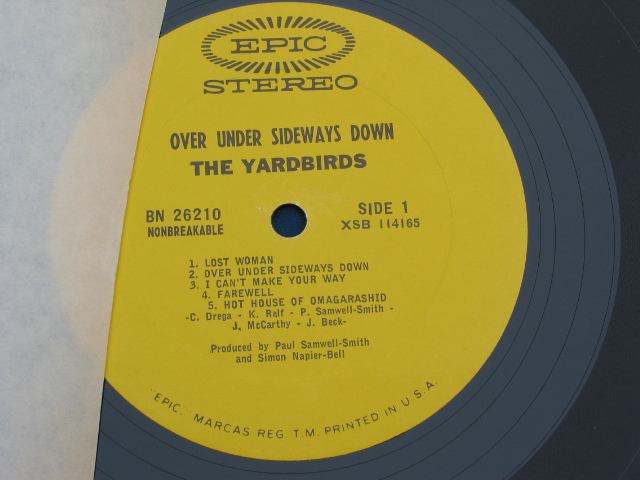 EPIC
STEREO
OVER UNDER SIDEWAYS DOWN
THE YARDBIRDS
BN 26210
NONBREAKABLE
SIDE 1
XSB 114165
1. LOST WOMAN
2. OVER UNDER SIDEWAYS DOWN
3. I CAN'T MAKE YOUR WAY
4. FAREWELL
5. HOT HOUSE OF OMAGARASHID
-C. Drega - K. Relf - P. Samwell-Smith -
J. McCarthy - J. Beck-
Produced by Paul Samwell-Smith
and Simon Napier-Bell
"EPIC," MARCAS REG. T.M. PRINTED IN U.S.A.